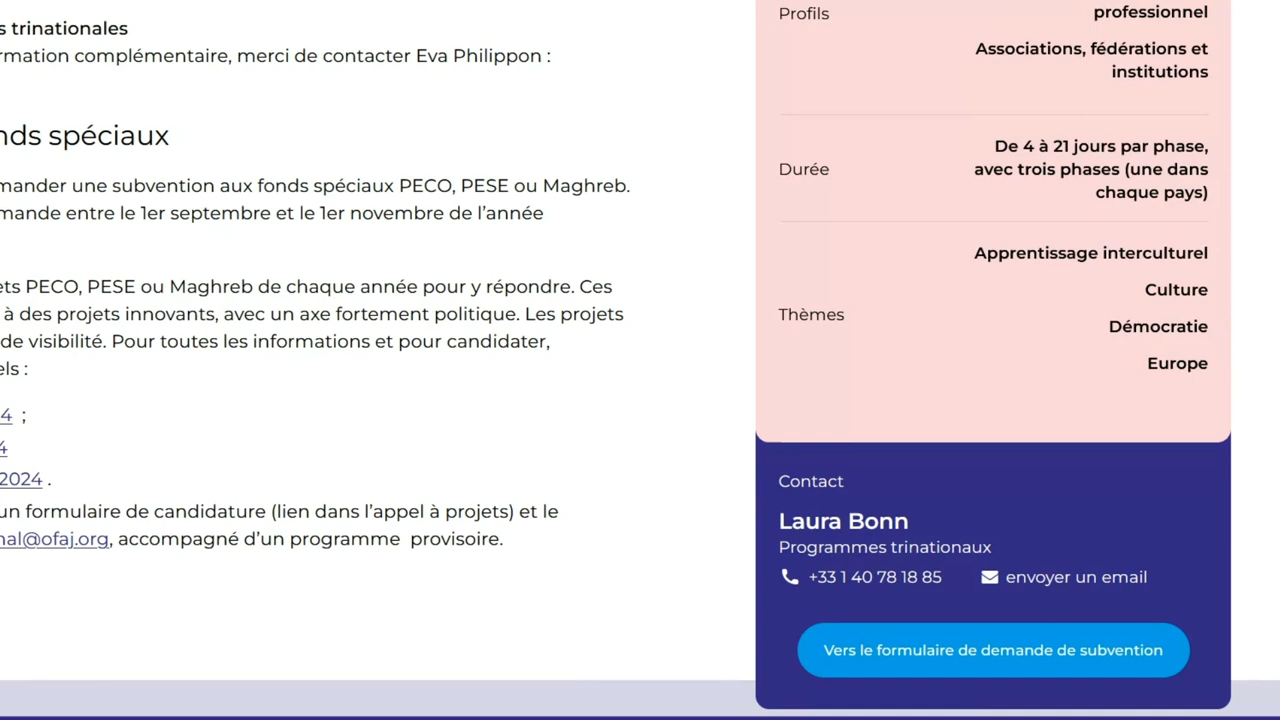 s trinationales
rmation complémentaire, merci de contacter Eva Philippon :
nds spéciaux
mander une subvention aux fonds spéciaux PECO, PESE ou Maghreb.
mande entre le 1er septembre et le 1er novembre de l’année
ets PECO, PESE ou Maghreb de chaque année pour y répondre. Ces
à des projets innovants, avec un axe fortement politique. Les projets
de visibilité. Pour toutes les informations et pour candidater,
els :
4 ;
4
2024 .
un formulaire de candidature (lien dans l’appel à projets) et le
nal@ofaj.org, accompagné d’un programme provisoire.
Profils
professionnel
Associations, fédérations et
institutions
Durée
De 4 à 21 jours par phase,
avec trois phases (une dans
chaque pays)
Thèmes
Apprentissage interculturel
Culture
Démocratie
Europe
Contact
Laura Bonn
Programmes trinationaux
+33 1 40 78 18 85 envoyer un email
Vers le formulaire de demande de subvention